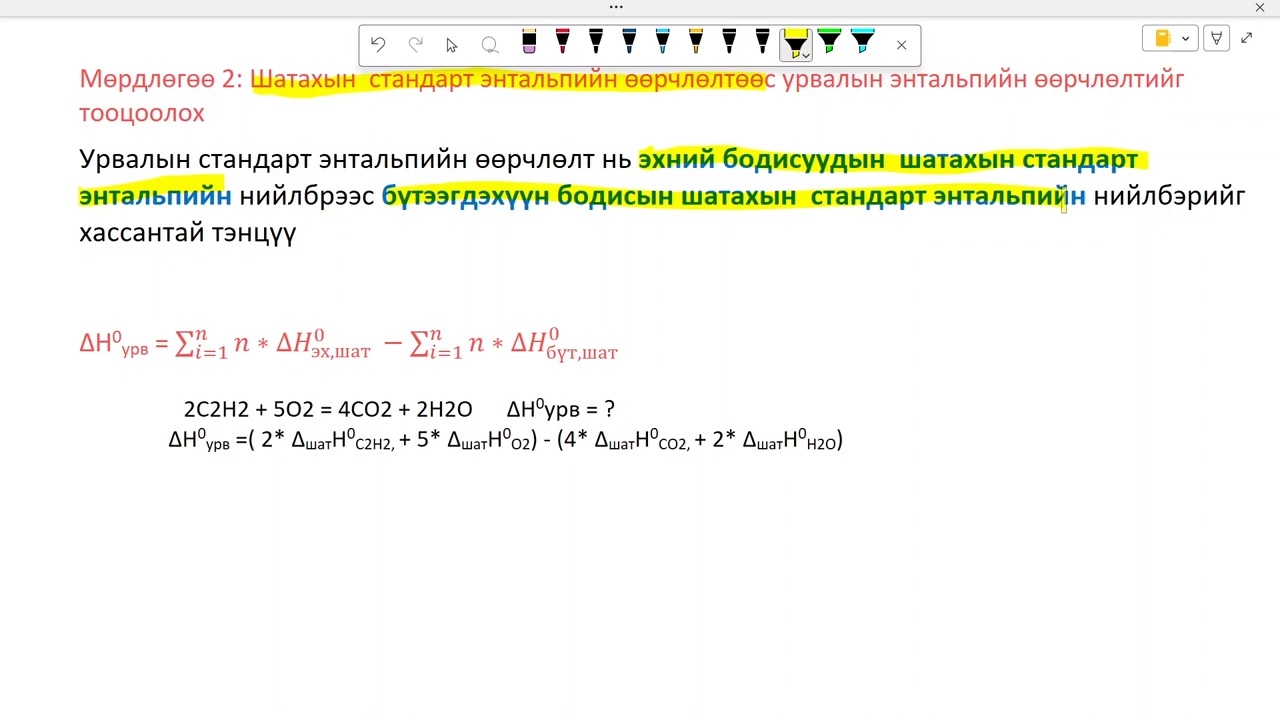 Мөрдлөгөө 2: Шатахын стандарт энтальпийн өөрчлөлтөөс урвалын энтальпийн өөрчлөлтийг
тооцоолох
Урвалын стандарт энтальпийн өөрчлөлт нь эхний бодисуудын шатахын стандарт
энтальпийн нийлбрээс бүтээгдэхүүн бодисын шатахын стандарт энтальпийн нийлбэрийг
хассантай тэнцүү
ΔH⁰урв = ∑ⁿᵢ₌₁ n ∗ ΔH⁰эх,шат − ∑ⁿᵢ₌₁ n ∗ ΔH⁰бүт,шат
2C2H2 + 5O2 = 4CO2 + 2H2O ΔH⁰урв = ?
ΔH⁰урв =( 2* ΔшатH⁰C2H2, + 5* ΔшатH⁰O2) - (4* ΔшатH⁰CO2, + 2* ΔшатH⁰H2O)